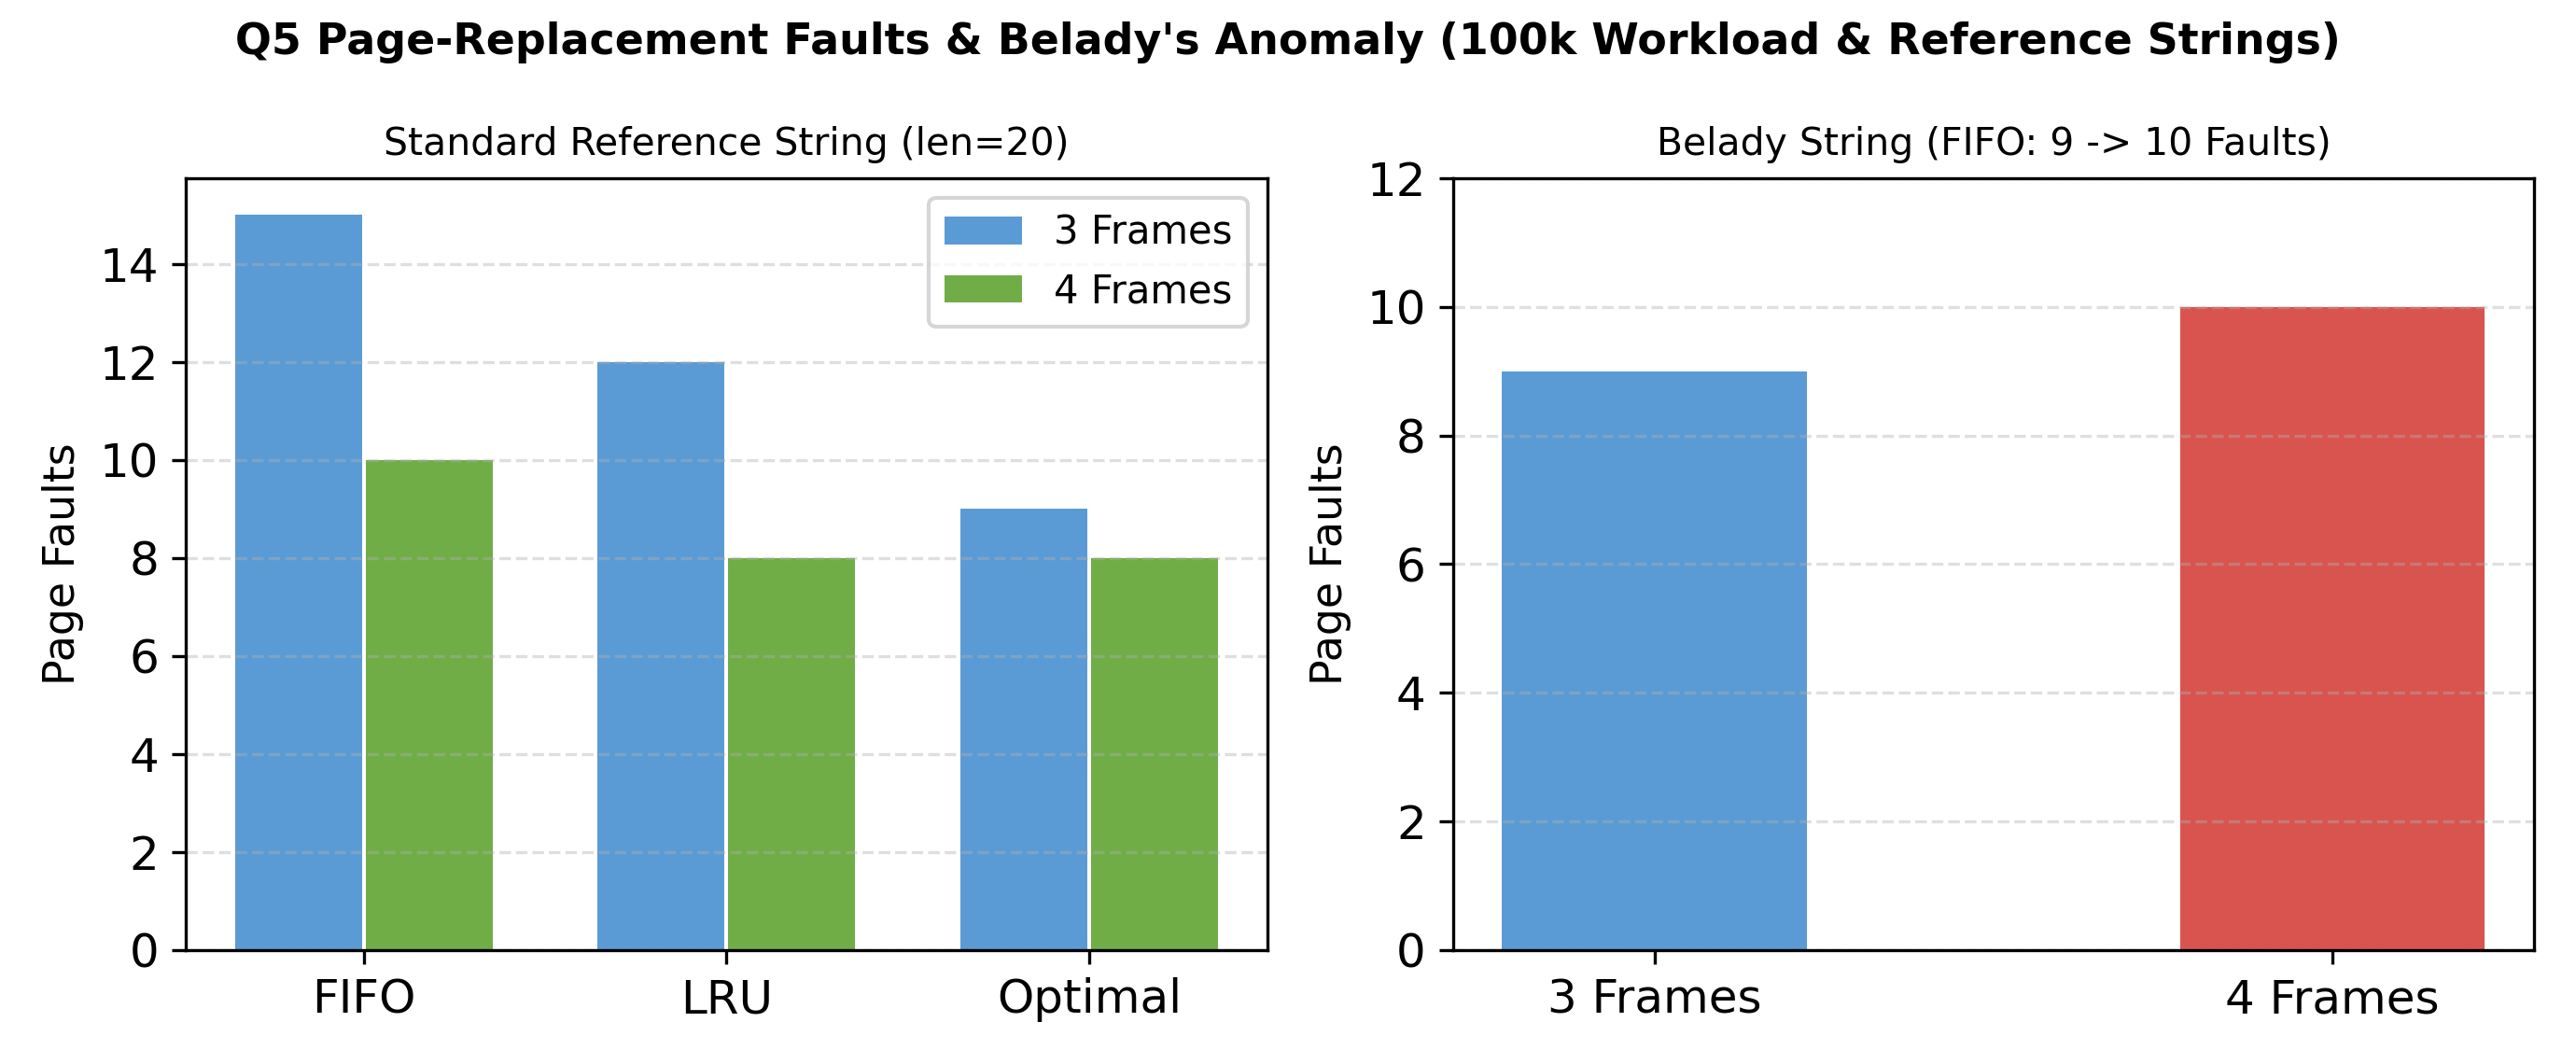 Q5 Page-Replacement Faults & Belady's Anomaly (100k Workload & Reference Strings)
Standard Reference String (len=20)
3 Frames
4 Frames
Page Faults
14
12
10
8
6
4
2
0
FIFO
LRU
Optimal
Belady String (FIFO: 9 -> 10 Faults)
Page Faults
12
10
8
6
4
2
0
3 Frames
4 Frames